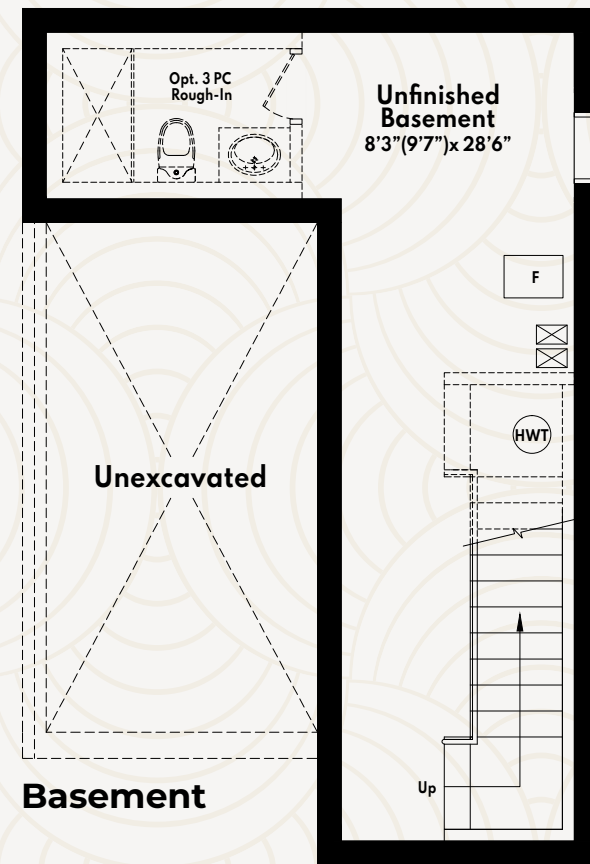 Opt. 3 PC
Rough-In
Unfinished
Basement
8’3”(9’7”)x 28’6”
F
HWT
Unexcavated
Up
Basement